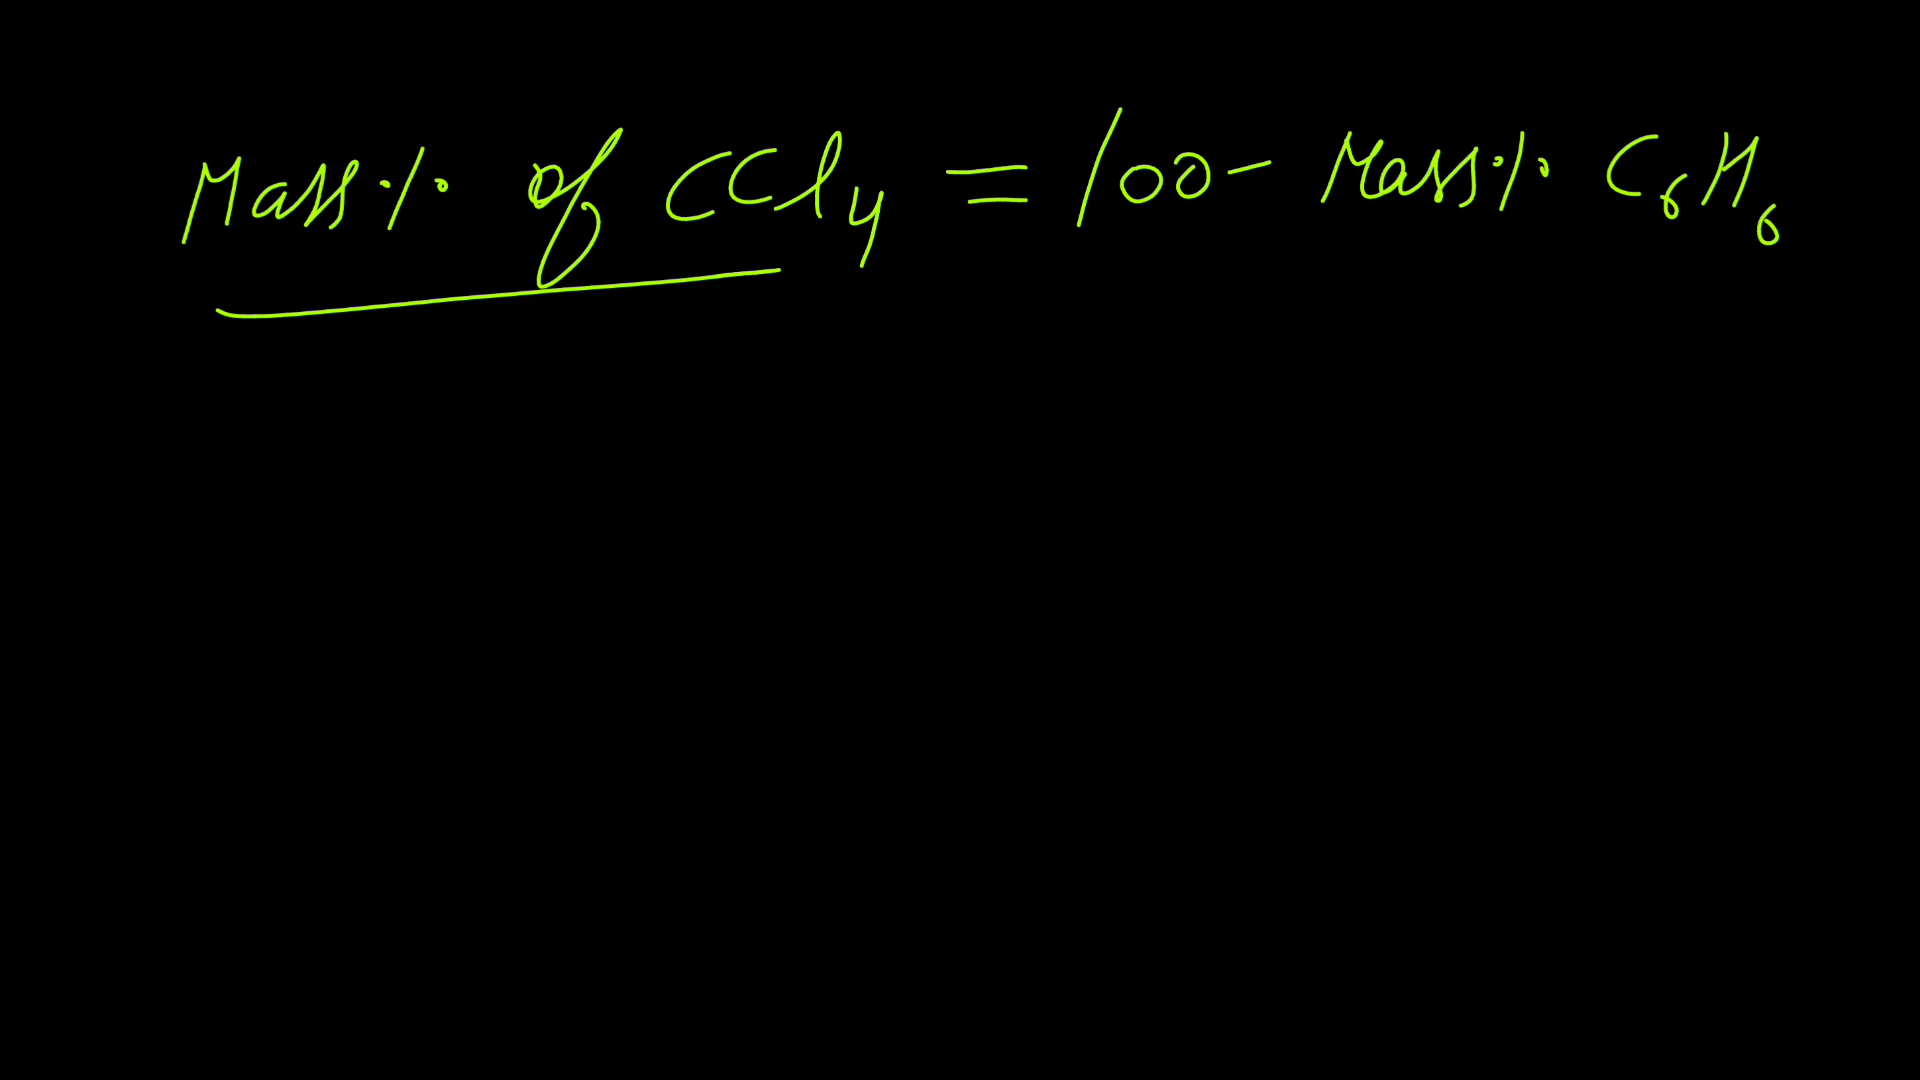 Mass % of CCl₄ = 100 - Mass % C₆H₆